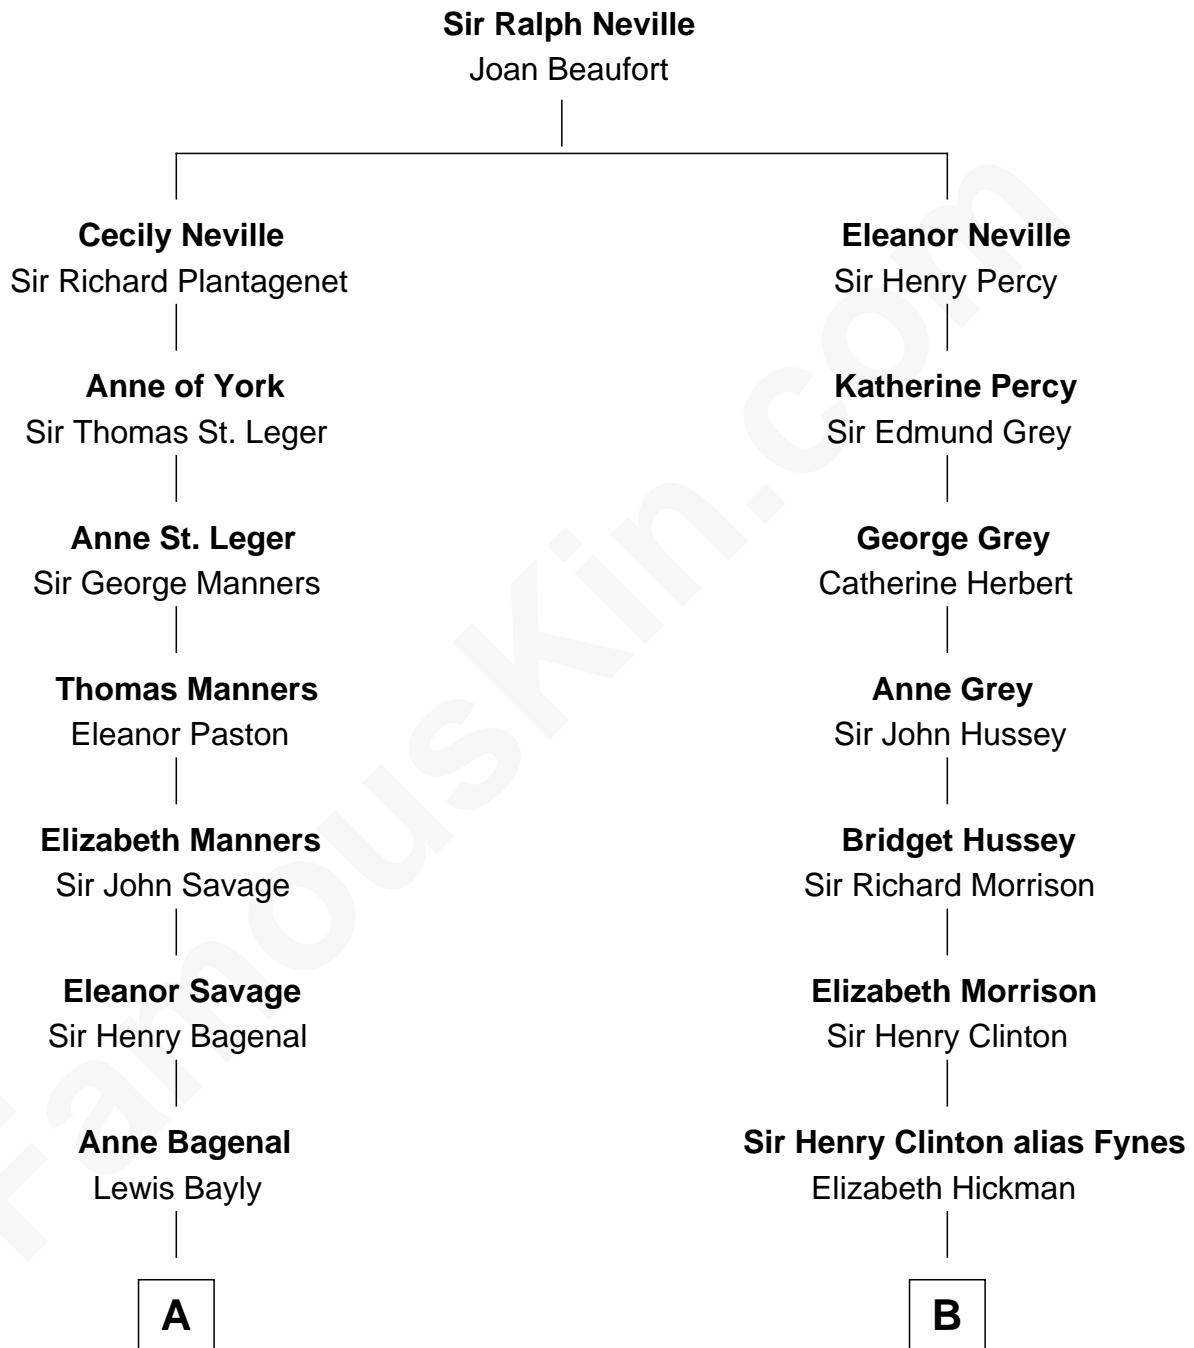 Sir Ralph Neville
Joan Beaufort
Cecily Neville
Sir Richard Plantagenet
Eleanor Neville
Sir Henry Percy
Anne of York
Sir Thomas St. Leger
Katherine Percy
Sir Edmund Grey
Anne St. Leger
Sir George Manners
George Grey
Catherine Herbert
Thomas Manners
Eleanor Paston
Anne Grey
Sir John Hussey
Elizabeth Manners
Sir John Savage
Bridget Hussey
Sir Richard Morrison
Eleanor Savage
Sir Henry Bagenal
Elizabeth Morrison
Sir Henry Clinton
Anne Bagenal
Lewis Bayly
Sir Henry Clinton alias Fynes
Elizabeth Hickman
A
B
FamousKin.com